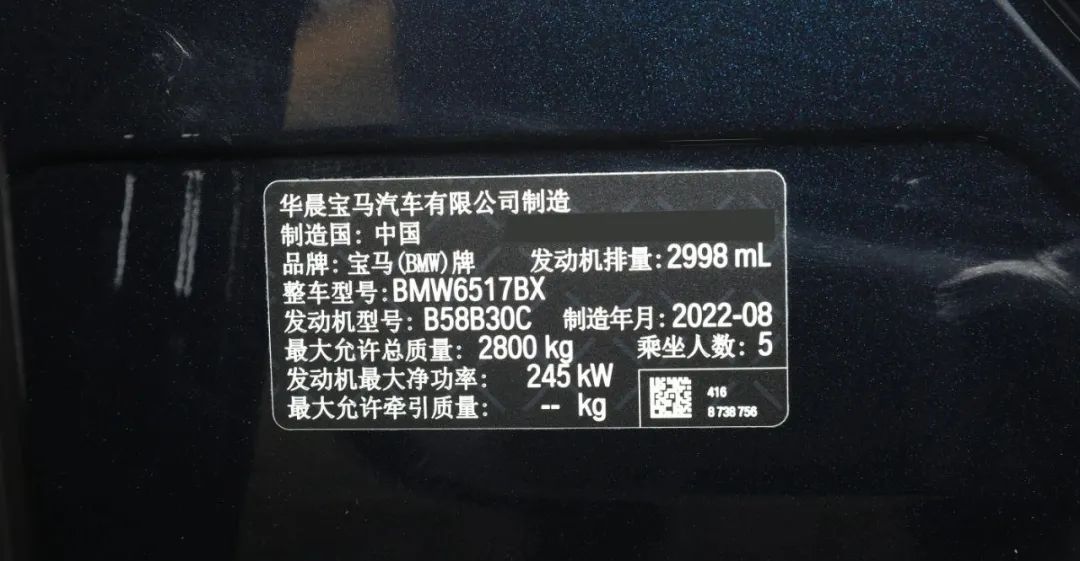 华晨宝马汽车有限公司制造
制造国: 中国
品牌: 宝马(BMW)牌 发动机排量: 2998 mL
整车型号: BMW6517BX
发动机型号: B58B30C 制造年月: 2022-08
最大允许总质量: 2800 kg 乘坐人数: 5
发动机最大净功率: 245 kW
最大允许牵引质量: -- kg
416
8 738 756